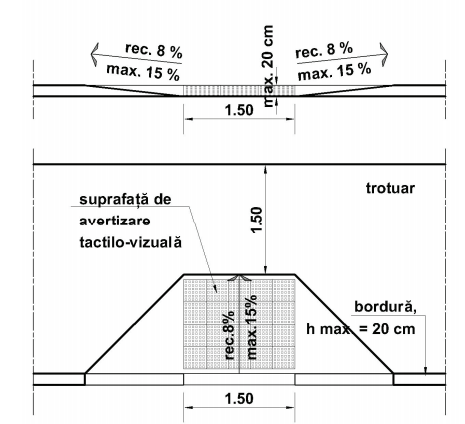 rec. 8 %
max. 15 %
max. 20 cm
rec. 8 %
max. 15 %
1.50
trotuar
suprafață de
avertizare
tactilo-vizuală
1.50
rec.8%
max.15%
bordură,
h max. = 20 cm
1.50